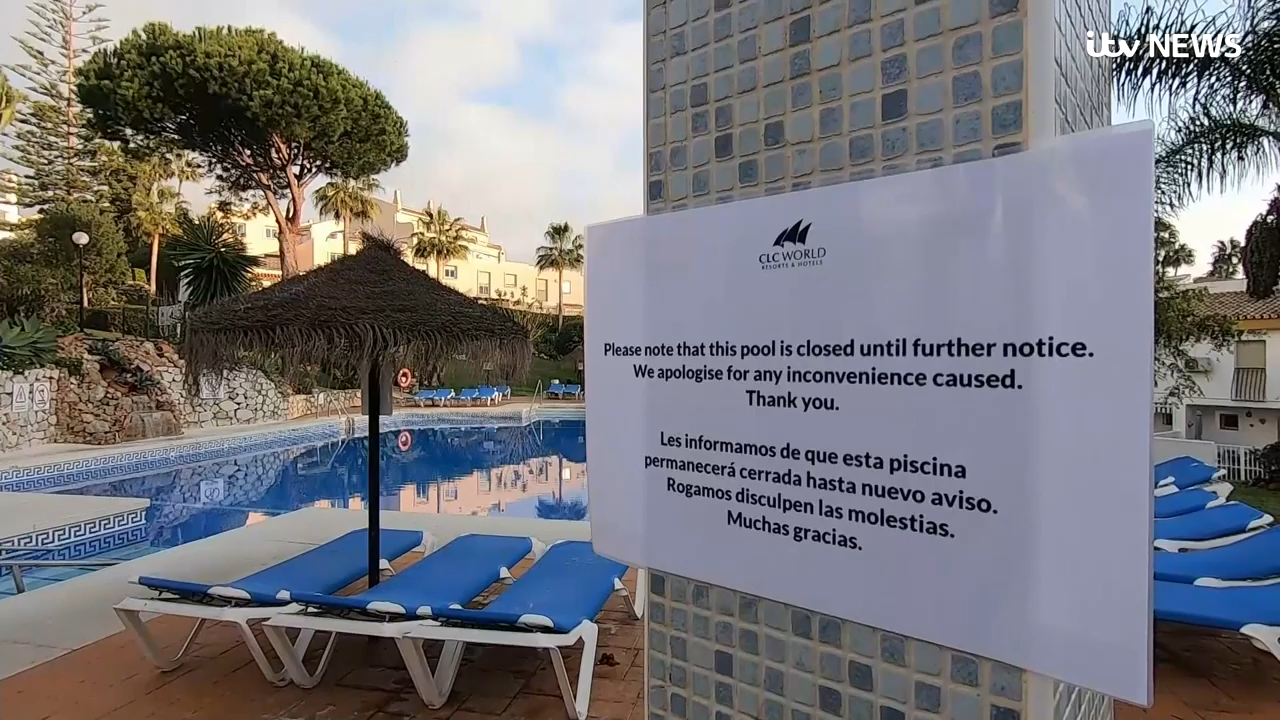 itv NEWS
CLC WORLD
RESORTS & HOTELS
Please note that this pool is closed until further notice.
We apologise for any inconvenience caused.
Thank you.
Les informamos de que esta piscina
permanecerá cerrada hasta nuevo aviso.
Rogamos disculpen las molestias.
Muchas gracias.